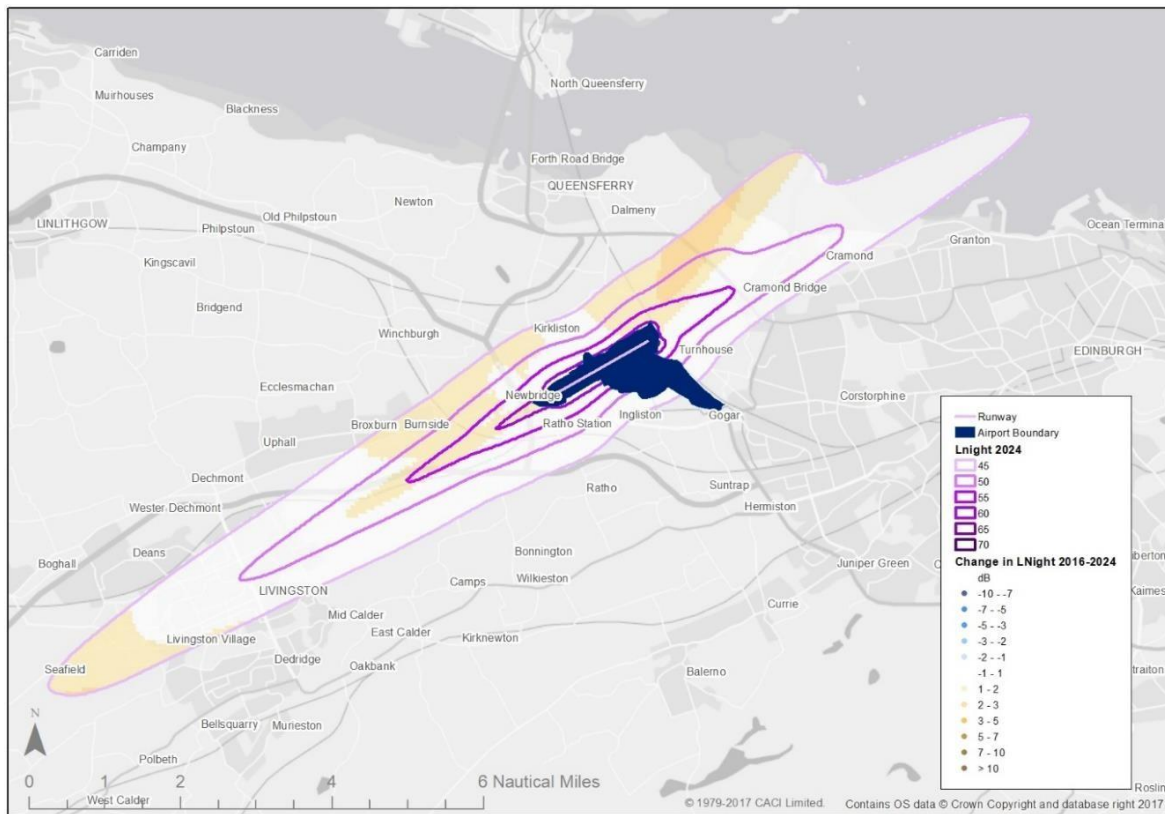 Carriden
Muirhouses
Blackness
Champany
North Queensferry
Forth Road Bridge
QUEENSFERRY
Dalmeny
Newton
LINLITHGOW
Old Philpstoun
Philpstoun
Kingscavil
Bridgend
Winchburgh
Kirkliston
Granton
Ocean Termina
Cramond
Cramond Bridge
Turnhouse
EDINBURGH
Ecclesmachan
Newbridge
Corstorphine
Ingliston
Gogar
Ratho Station
Broxburn
Burnside
Uphall
Dechmont
Wester Dechmont
Ratho
Suntrap
Hermiston
Boghall
Deans
Bonnington
Juniper Green
LIVINGSTON
Camps
Wilkieston
Mid Calder
Currie
Livingston Village
East Calder
Kirknewton
Seafield
Dedridge
Oakbank
Balerno
Bellsquarry
Murieston
Polbeth
West Calder
mberton
Kaimes
traiton
Roslin
Runway
Airport Boundary
Lnight 2024
45
50
55
60
65
70
Change in LNight 2016-2024
dB
-10 - -7
-7 - -5
-5 - -3
-3 - -2
-2 - -1
-1 - 1
1 - 2
2 - 3
3 - 5
5 - 7
7 - 10
> 10
N
0 2 4 6 Nautical Miles
© 1979-2017 CACI Limited.
Contains OS data © Crown Copyright and database right 2017